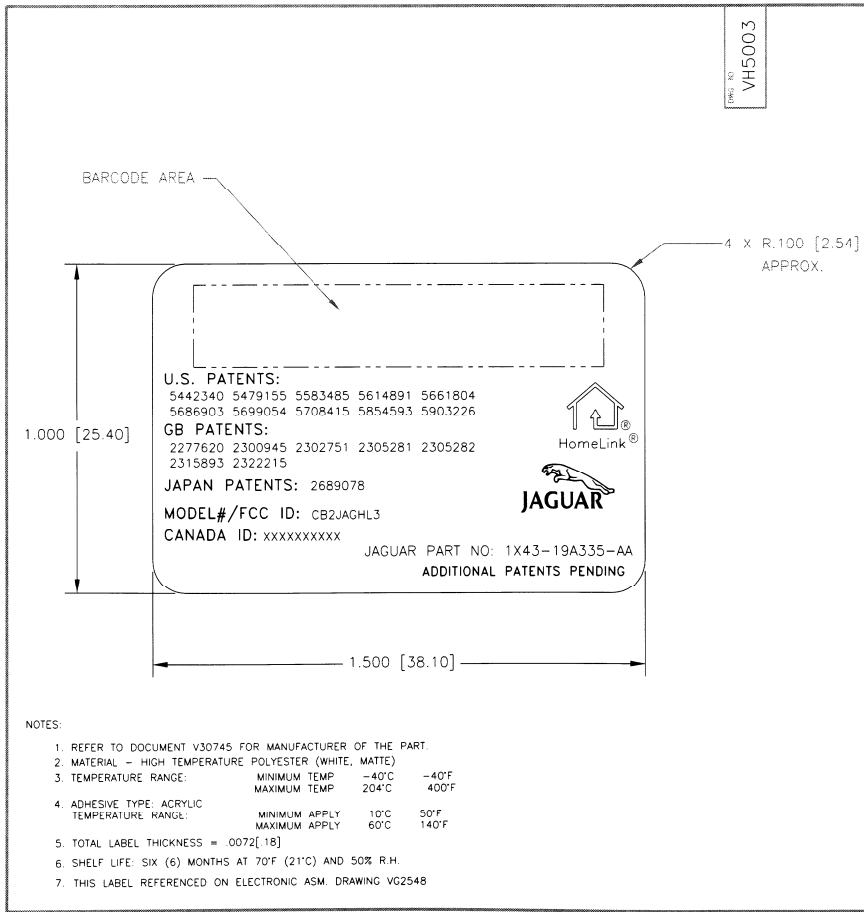 DWG NO
VH5003
BARCODE AREA
4 X R.100 [2.54]
APPROX.
U.S. PATENTS:
5442340 5479155 5583485 5614891 5661804
5686903 5699054 5708415 5854593 5903226
GB PATENTS:
2277620 2300945 2302751 2305281 2305282
2315893 2322215
JAPAN PATENTS: 2689078
MODEL#/FCC ID: CB2JAGHL3
CANADA ID: xxxxxxxxxx
®
HomeLink®
JAGUAR
JAGUAR PART NO: 1X43-19A335-AA
ADDITIONAL PATENTS PENDING
1.000 [25.40]
1.500 [38.10]
NOTES:
1. REFER TO DOCUMENT V30745 FOR MANUFACTURER OF THE PART.
2. MATERIAL - HIGH TEMPERATURE POLYESTER (WHITE, MATTE)
3. TEMPERATURE RANGE: MINIMUM TEMP -40°C -40°F
MAXIMUM TEMP 204°C 400°F
4. ADHESIVE TYPE: ACRYLIC
TEMPERATURE RANGE: MINIMUM APPLY 10°C 50°F
MAXIMUM APPLY 60°C 140°F
5. TOTAL LABEL THICKNESS = .0072[.18]
6. SHELF LIFE: SIX (6) MONTHS AT 70°F (21°C) AND 50% R.H.
7. THIS LABEL REFERENCED ON ELECTRONIC ASM. DRAWING VG2548